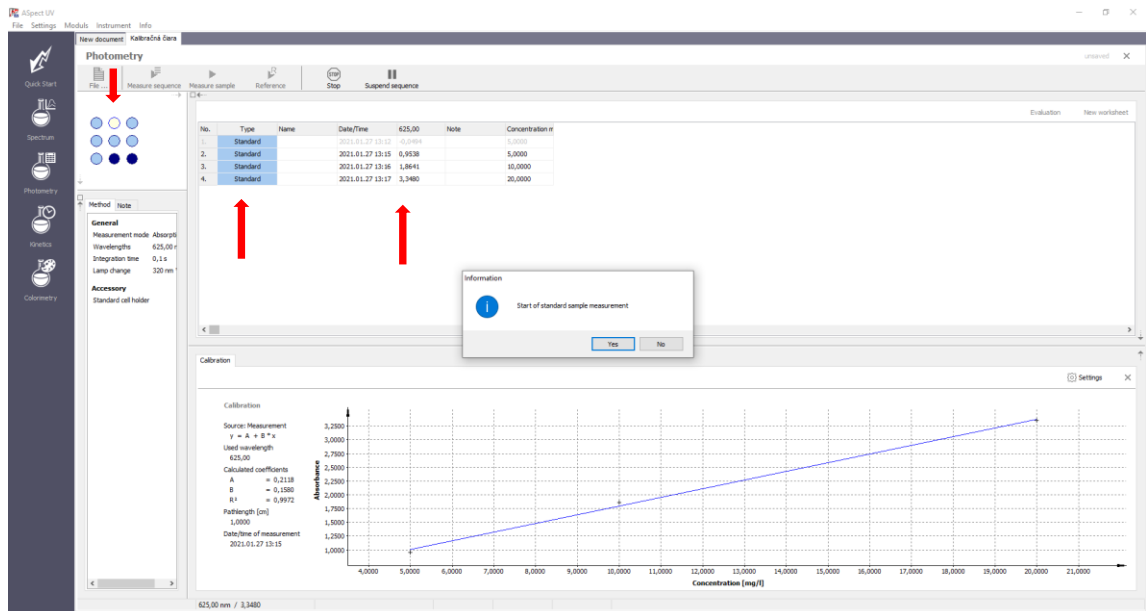 ASpect UV
File Settings Moduls Instrument Info
New document Kalibračná čiara
Photometry
unsaved
File ... Measure sequence Measure sample Reference Stop Suspend sequence
STOP
Quick Start
Spectrum
Photometry
Kinetics
Colorimetry
Evaluation New worksheet
No. Type Name Date/Time 625,00 Note Concentration m
1. Standard 2021.01.27 13:12 -0,0494 5,0000
2. Standard 2021.01.27 13:15 0,9538 5,0000
3. Standard 2021.01.27 13:16 1,8641 10,0000
4. Standard 2021.01.27 13:17 3,3480 20,0000
Method Note
General
Measurement mode Absorpti
Wavelengths 625,00 r
Integration time 0,1 s
Lamp change 320 nm
Accessory
Standard cell holder
Information
Start of standard sample measurement
Yes No
Calibration
Settings
Calibration
Source: Measurement
y = A + B * x
Used wavelength
625,00
Calculated coefficients
A = 0,2118
B = 0,1580
R² = 0,9972
Pathlength [cm]
1,0000
Date/time of measurement
2021.01.27 13:15
Absorbance
3,2500
3,0000
2,7500
2,5000
2,2500
2,0000
1,7500
1,5000
1,2500
1,0000
4,0000 5,0000 6,0000 7,0000 8,0000 9,0000 10,0000 11,0000 12,0000 13,0000 14,0000 15,0000 16,0000 17,0000 18,0000 19,0000 20,0000 21,0000
Concentration [mg/l]
625,00 nm / 3,3480